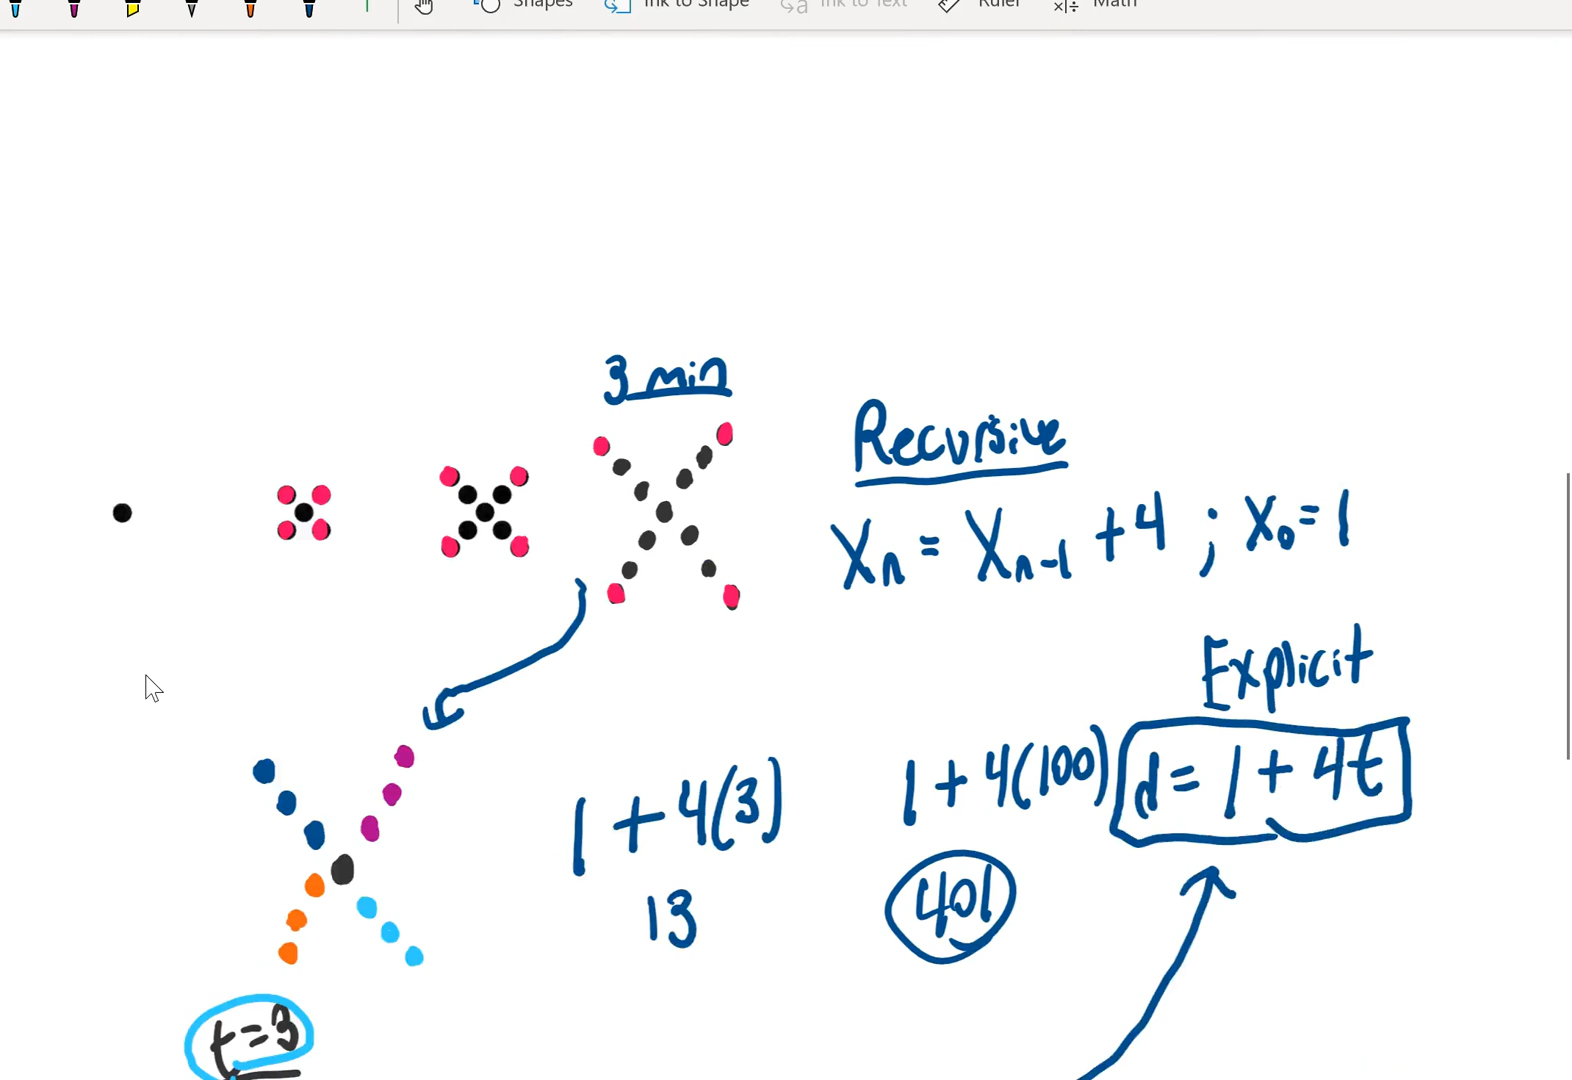 Shapes Ink to Shape Ink to Text Ruler Math
3 min
Recursive
Xn = Xn-1 + 4 ; X0 = 1
Explicit
1 + 4(3)
13
1 + 4(100)
401
d = 1 + 4t
t = 3